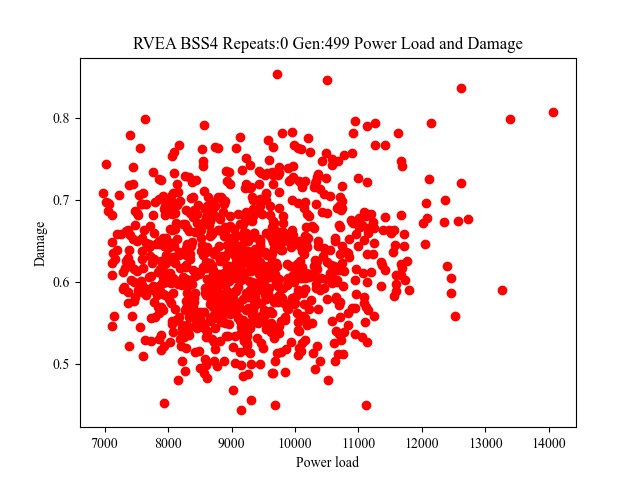 RVEA BSS4 Repeats:0 Gen:499 Power Load and Damage
0.8
0.7
0.6
0.5
Damage
7000 8000 9000 10000 11000 12000 13000 14000
Power load